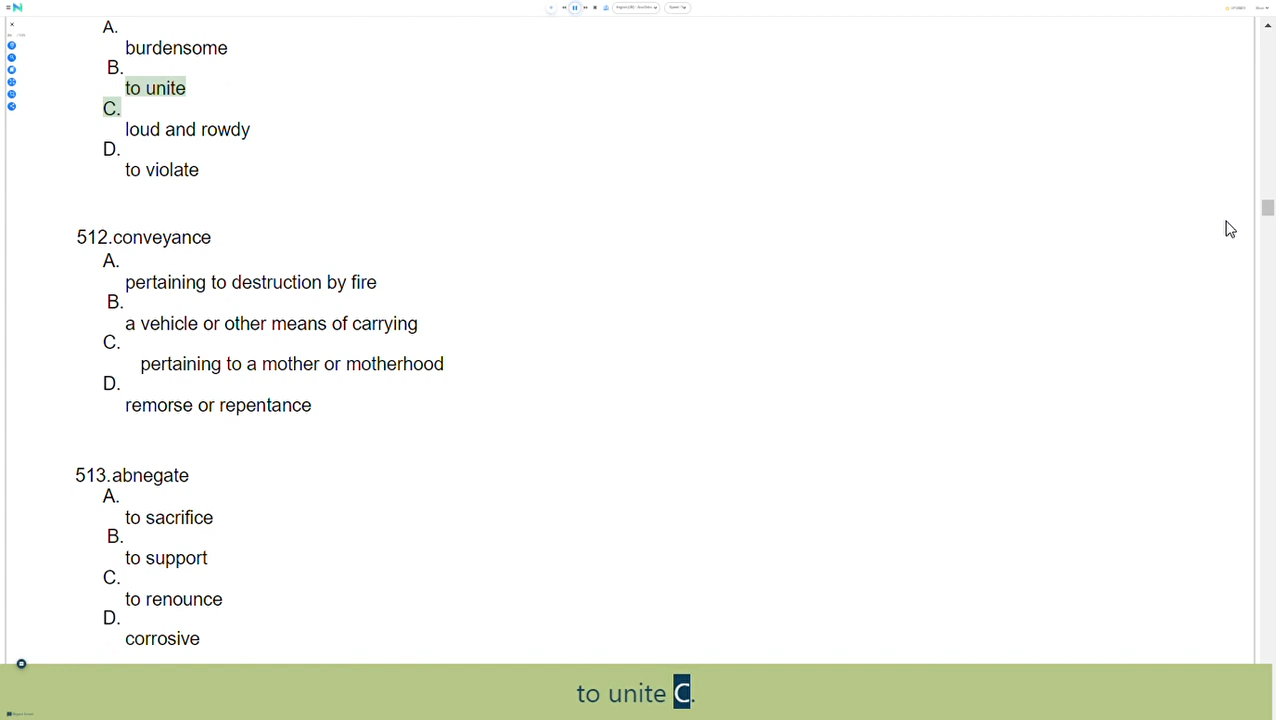 A.
burdensome
B.
to unite
C.
loud and rowdy
D.
to violate
512.conveyance
A.
pertaining to destruction by fire
B.
a vehicle or other means of carrying
C.
pertaining to a mother or motherhood
D.
remorse or repentance
513.abnegate
A.
to sacrifice
B.
to support
C.
to renounce
D.
corrosive
to unite C.